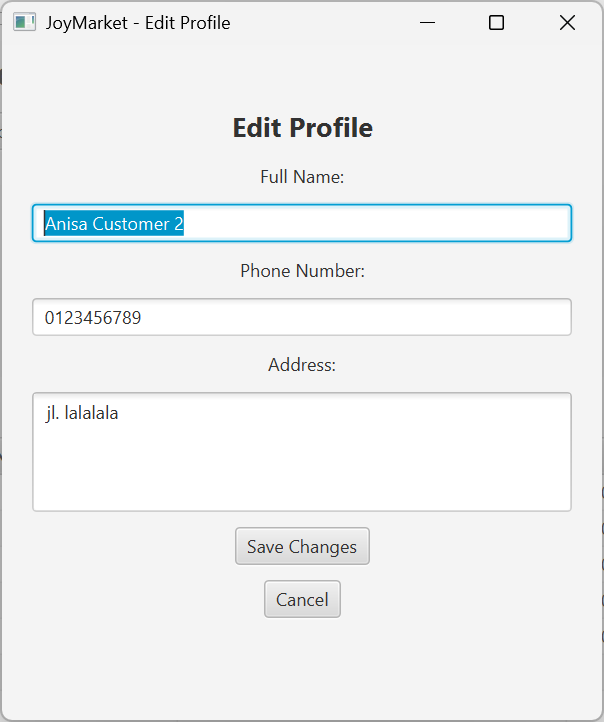 JoyMarket - Edit Profile
Edit Profile
Full Name:
Anisa Customer 2
Phone Number:
0123456789
Address:
jl. lalalala
Save Changes
Cancel